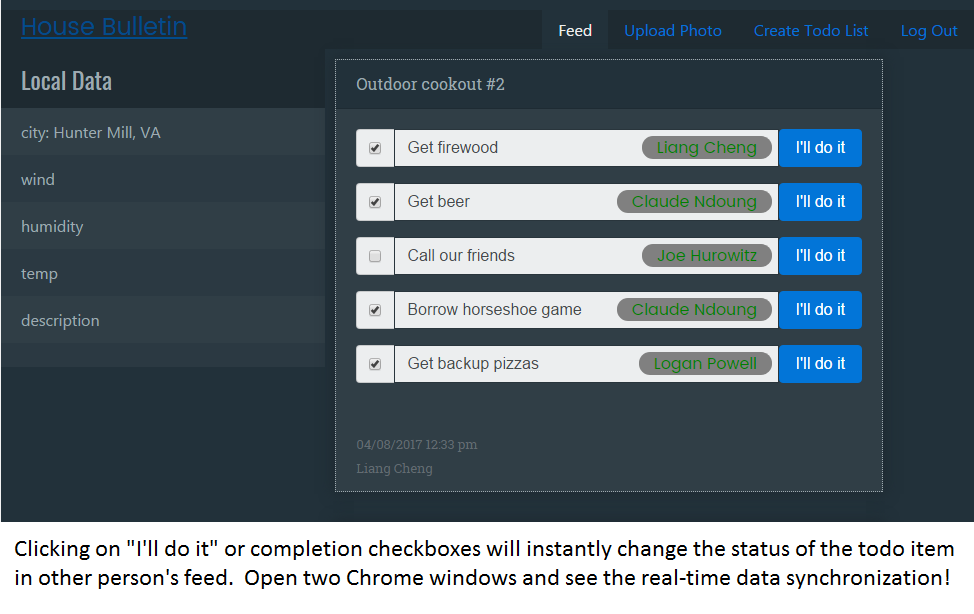 House Bulletin
Feed Upload Photo Create Todo List Log Out
Local Data
city: Hunter Mill, VA
wind
humidity
temp
description
Outdoor cookout #2
Get firewood Liang Cheng I'll do it
Get beer Claude Ndoung I'll do it
Call our friends Joe Hurowitz I'll do it
Borrow horseshoe game Claude Ndoung I'll do it
Get backup pizzas Logan Powell I'll do it
04/08/2017 12:33 pm
Liang Cheng
Clicking on "I'll do it" or completion checkboxes will instantly change the status of the todo item
in other person's feed. Open two Chrome windows and see the real-time data synchronization!